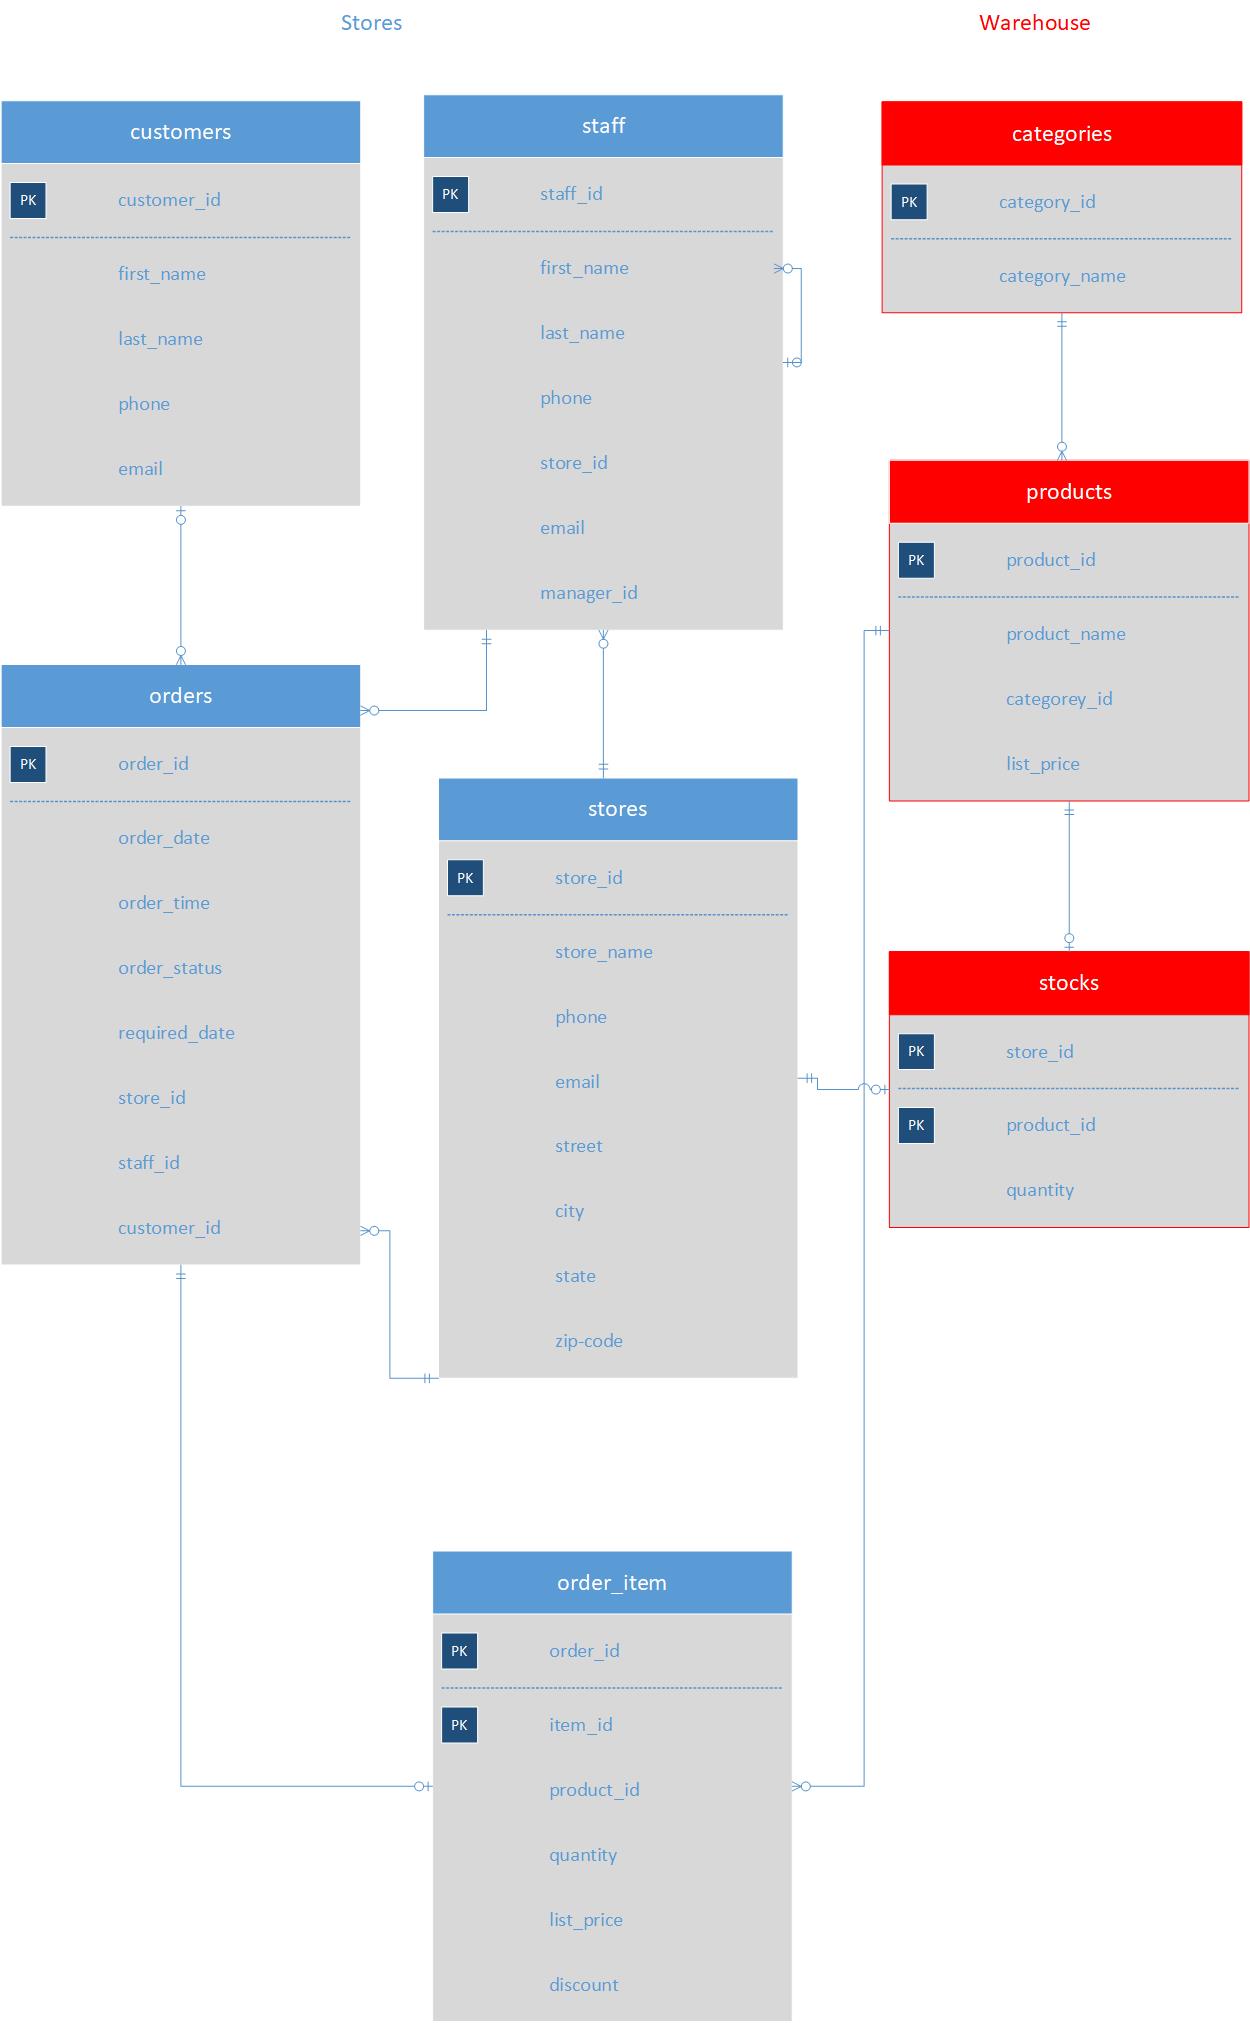 Stores
Warehouse
customers
PK customer_id
first_name
last_name
phone
email
staff
PK staff_id
first_name
last_name
phone
store_id
email
manager_id
categories
PK category_id
category_name
products
PK product_id
product_name
categorey_id
list_price
orders
PK order_id
order_date
order_time
order_status
required_date
store_id
staff_id
customer_id
stores
PK store_id
store_name
phone
email
street
city
state
zip-code
stocks
PK store_id
PK product_id
quantity
order_item
PK order_id
PK item_id
product_id
quantity
list_price
discount